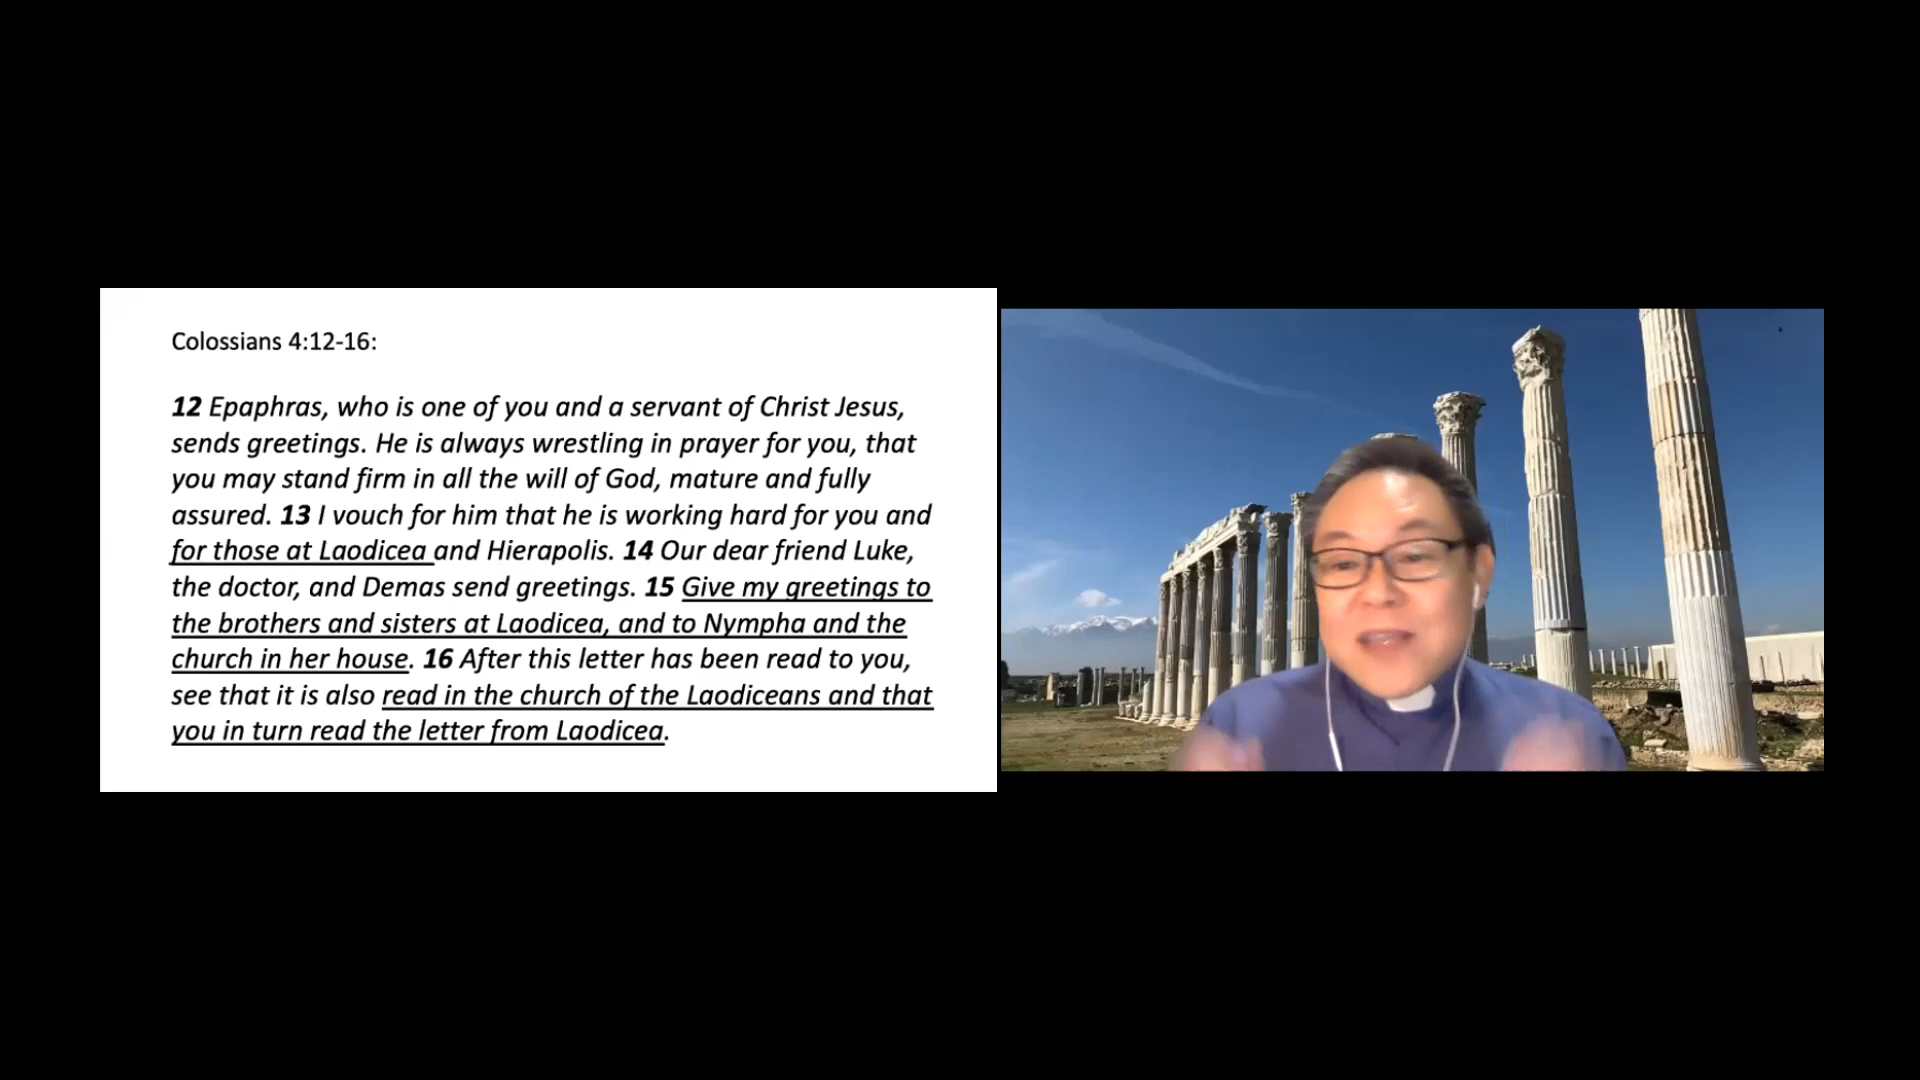 Colossians 4:12-16:
12 Epaphras, who is one of you and a servant of Christ Jesus,
sends greetings. He is always wrestling in prayer for you, that
you may stand firm in all the will of God, mature and fully
assured. 13 I vouch for him that he is working hard for you and
for those at Laodicea and Hierapolis. 14 Our dear friend Luke,
the doctor, and Demas send greetings. 15 Give my greetings to
the brothers and sisters at Laodicea, and to Nympha and the
church in her house. 16 After this letter has been read to you,
see that it is also read in the church of the Laodiceans and that
you in turn read the letter from Laodicea.